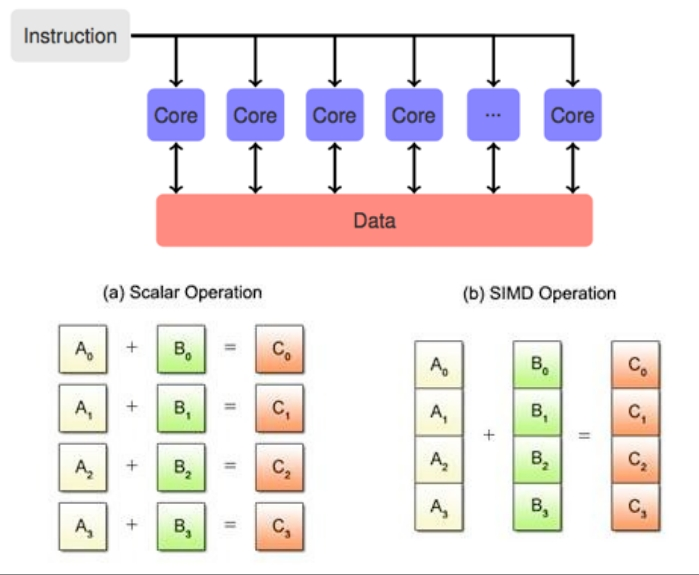 Instruction
Core Core Core Core ... Core
Data
(a) Scalar Operation
A₀ + B₀ = C₀
A₁ + B₁ = C₁
A₂ + B₂ = C₂
A₃ + B₃ = C₃
(b) SIMD Operation
A₀ B₀ C₀
A₁ B₁ C₁
+ =
A₂ B₂ C₂
A₃ B₃ C₃